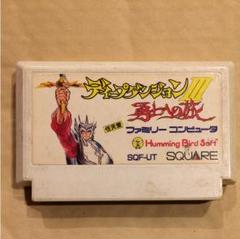 ディープダンジョンIII
勇士への旅
ファミリー コンピュータ
Humming Bird Soft
SQF-UT SQUARE